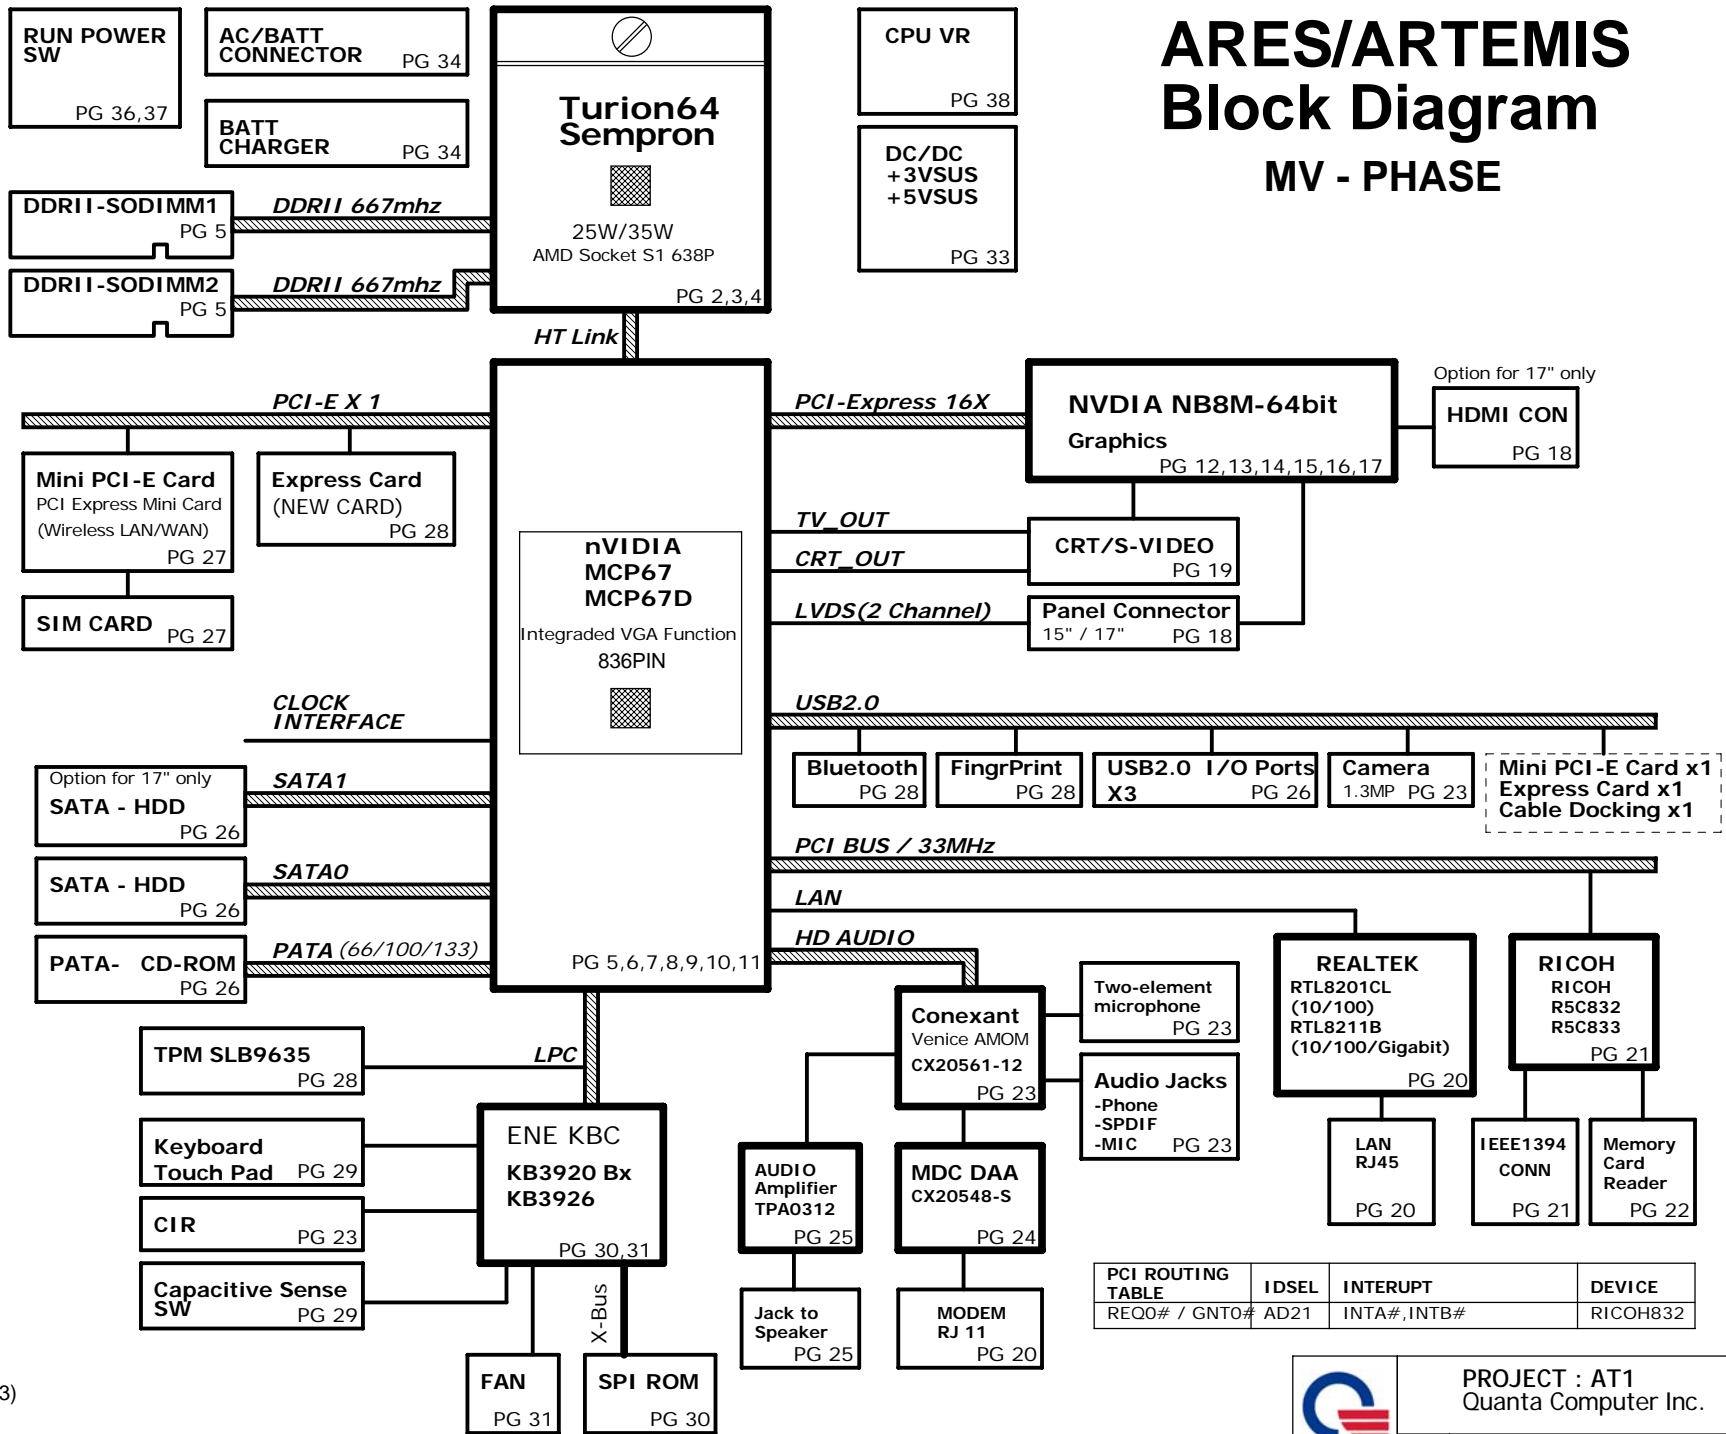 ARES/ARTEMIS
Block Diagram
MV - PHASE
RUN POWER
SW
PG 36,37
AC/BATT
CONNECTOR
PG 34
BATT
CHARGER
PG 34
Turion64
Sempron
25W/35W
AMD Socket S1 638P
PG 2,3,4
CPU VR
PG 38
DC/DC
+3VSUS
+5VSUS
PG 33
DDRII-SODIMM1
PG 5
DDRII 667mhz
DDRII-SODIMM2
PG 5
DDRII 667mhz
HT Link
PCI-E X 1
Mini PCI-E Card
PCI Express Mini Card
(Wireless LAN/WAN)
PG 27
Express Card
(NEW CARD)
PG 28
SIM CARD
PG 27
nVIDIA
MCP67
MCP67D
Integraded VGA Function
836PIN
PG 5,6,7,8,9,10,11
PCI-Express 16X
NVDIA NB8M-64bit
Graphics
PG 12,13,14,15,16,17
Option for 17" only
HDMI CON
PG 18
TV_OUT
CRT_OUT
CRT/S-VIDEO
PG 19
LVDS(2 Channel)
Panel Connector
15" / 17"
PG 18
CLOCK
INTERFACE
Option for 17" only
SATA - HDD
PG 26
SATA1
SATA - HDD
PG 26
SATA0
PATA- CD-ROM
PG 26
PATA (66/100/133)
USB2.0
Bluetooth
PG 28
FingrPrint
PG 28
USB2.0 I/O Ports
X3
PG 26
Camera
1.3MP PG 23
Mini PCI-E Card x1
Express Card x1
Cable Docking x1
PCI BUS / 33MHz
LAN
HD AUDIO
REALTEK
RTL8201CL
(10/100)
RTL8211B
(10/100/Gigabit)
PG 20
RICOH
RICOH
R5C832
R5C833
PG 21
Conexant
Venice AMOM
CX20561-12
PG 23
Two-element
microphone
PG 23
Audio Jacks
-Phone
-SPDIF
-MIC
PG 23
TPM SLB9635
PG 28
LPC
Keyboard
Touch Pad
PG 29
CIR
PG 23
Capacitive Sense
SW
PG 29
ENE KBC
KB3920 Bx
KB3926
PG 30,31
X-Bus
FAN
PG 31
SPI ROM
PG 30
AUDIO
Amplifier
TPA0312
PG 25
Jack to
Speaker
PG 25
MDC DAA
CX20548-S
PG 24
MODEM
RJ 11
PG 20
LAN
RJ45
PG 20
IEEE1394
CONN
PG 21
Memory
Card
Reader
PG 22
PCI ROUTING
TABLE
IDSEL
INTERUPT
DEVICE
REQ0# / GNT0#
AD21
INTA#,INTB#
RICOH832
3)
PROJECT : AT1
Quanta Computer Inc.